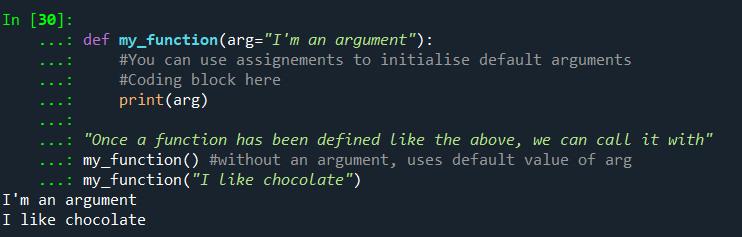 In [30]:
...: def my_function(arg="I'm an argument"):
...: #You can use assignements to initialise default arguments
...: #Coding block here
...: print(arg)
...:
...: "Once a function has been defined like the above, we can call it with"
...: my_function() #without an argument, uses default value of arg
...: my_function("I like chocolate")
I'm an argument
I like chocolate